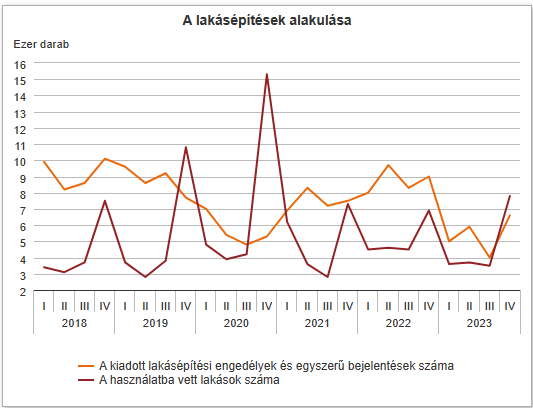 A lakásépítések alakulása
Ezer darab
16
15
14
13
12
11
10
9
8
7
6
5
4
3
2
I II III IV I II III IV I II III IV I II III IV I II III IV I II III IV
2018 2019 2020 2021 2022 2023
A kiadott lakásépítési engedélyek és egyszerű bejelentések száma
A használatba vett lakások száma